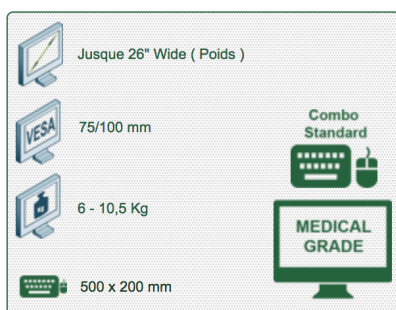 Jusque 26" Wide ( Poids )
VESA
75/100 mm
Combo
Standard
KG
6 - 10,5 Kg
MEDICAL
GRADE
500 x 200 mm